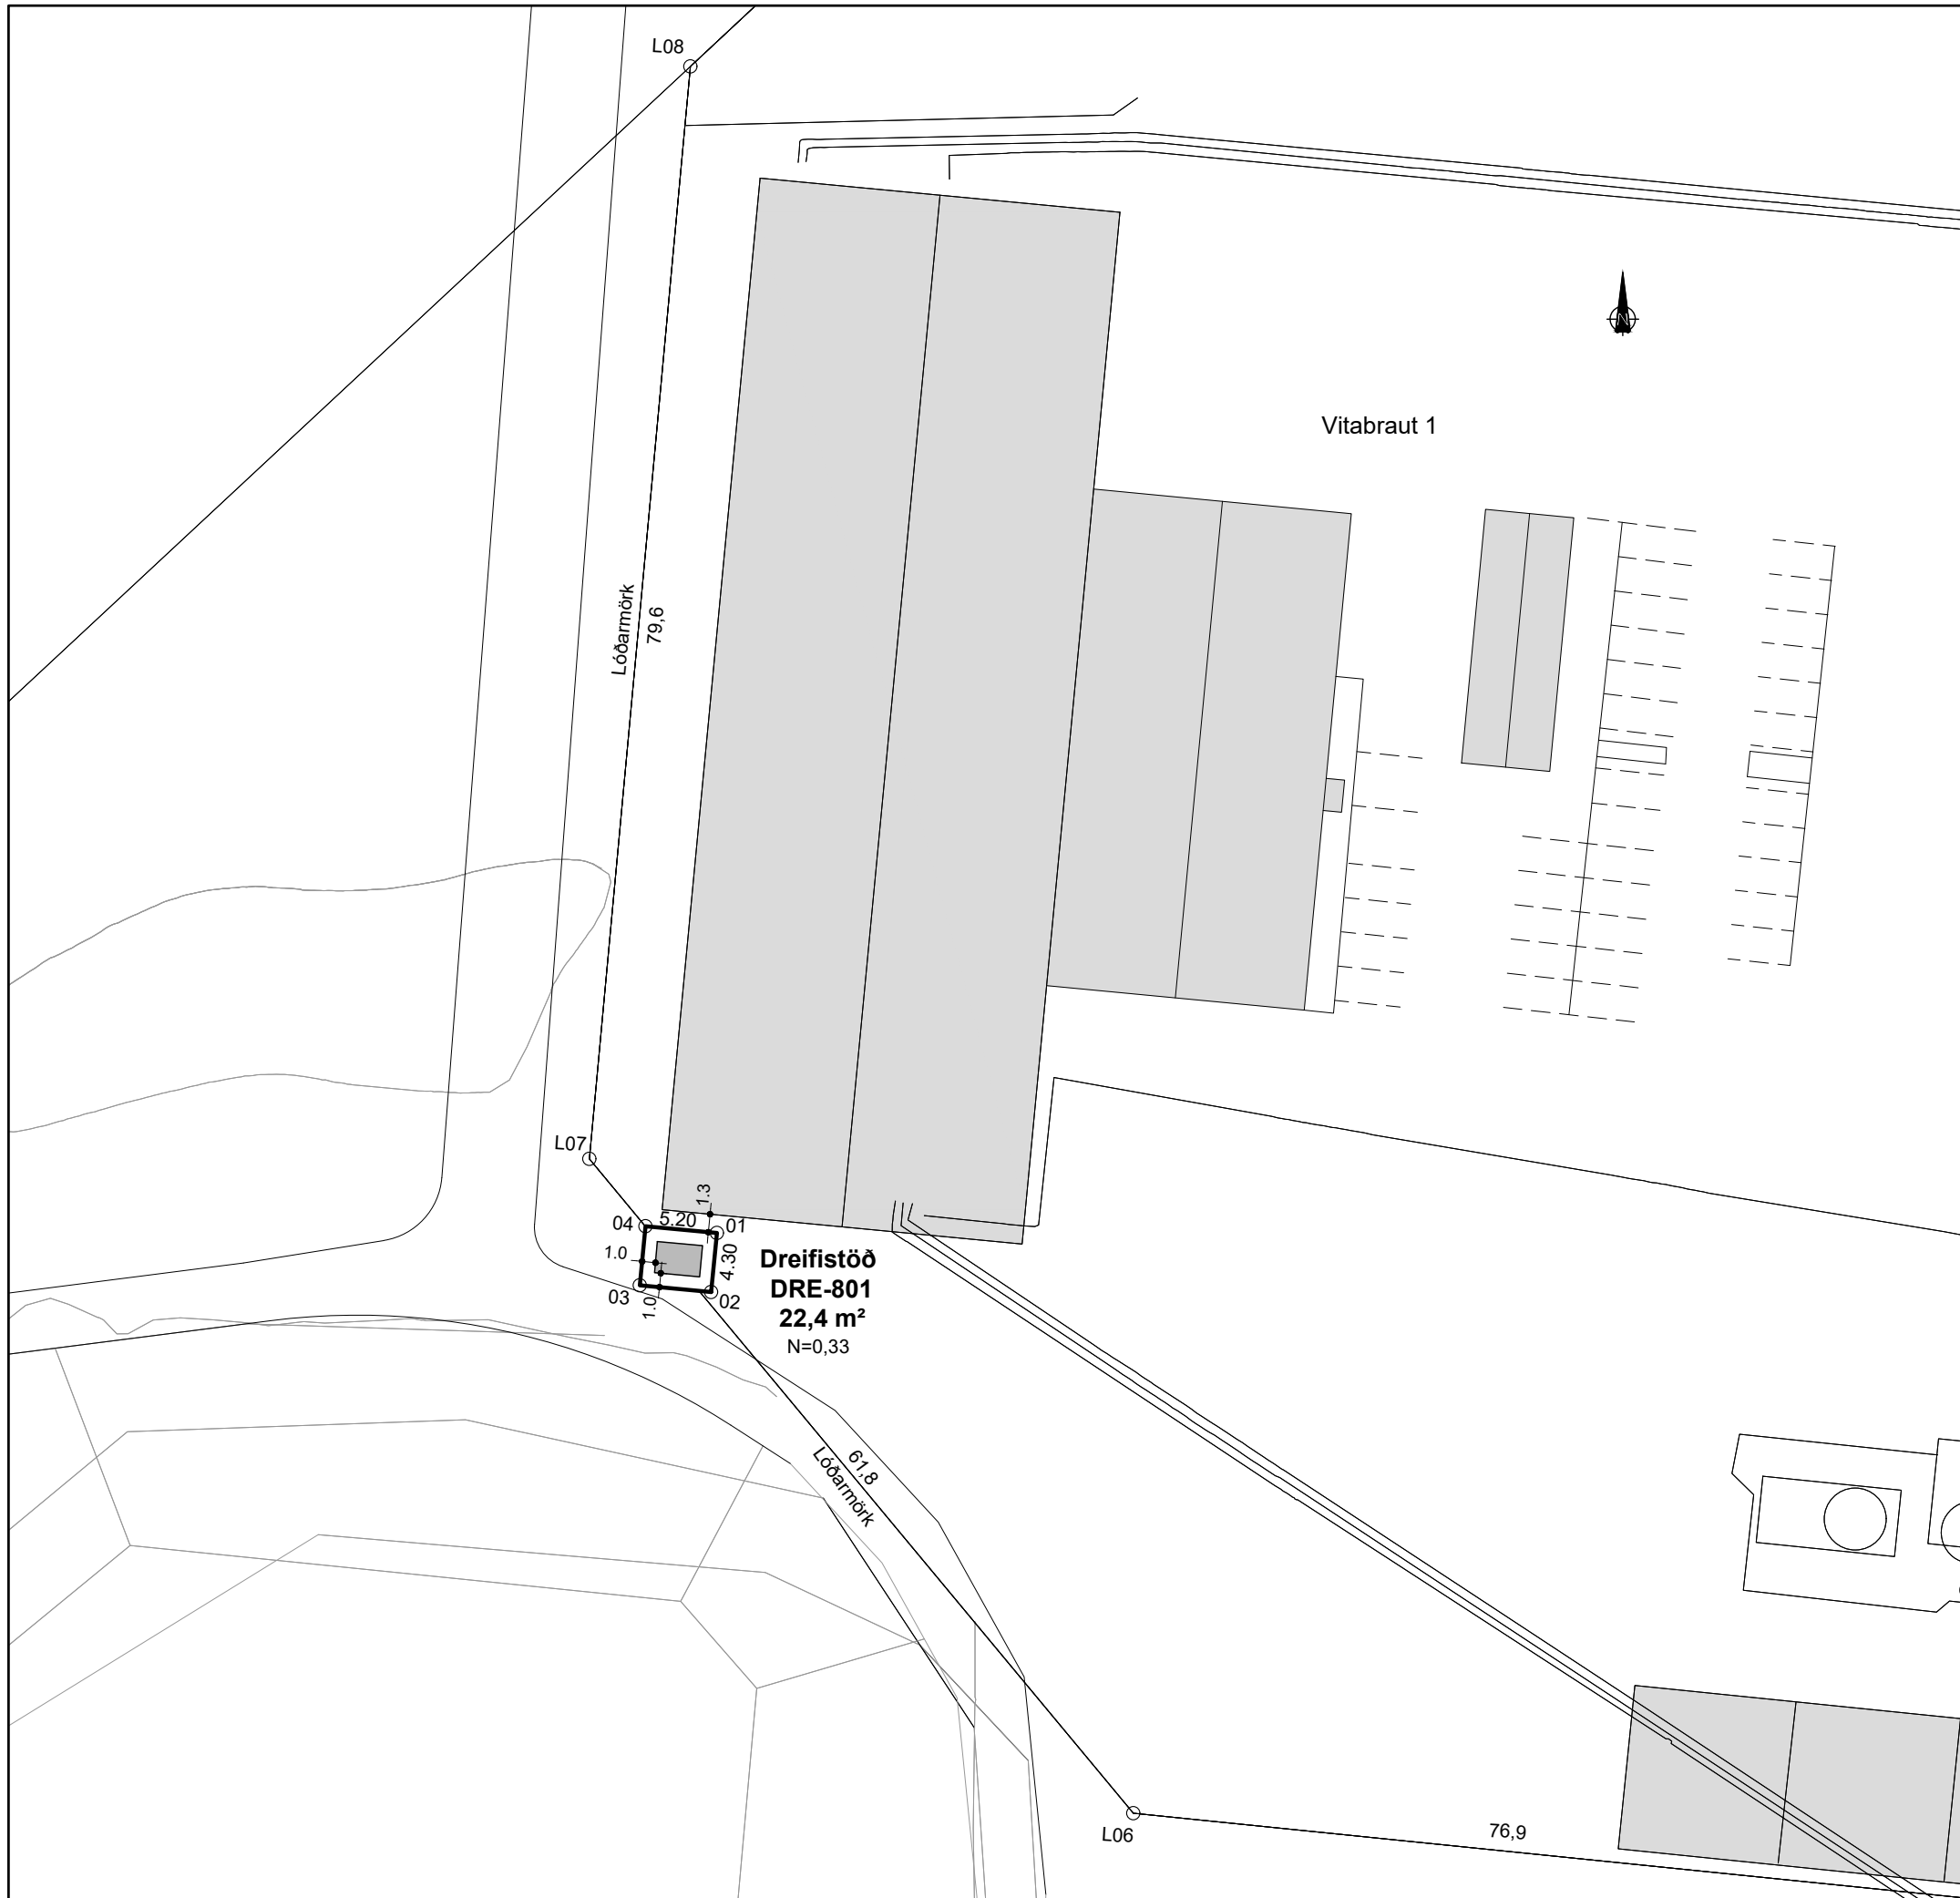 L08
N
Vitabraut 1
Lóðarmörk
79,6
L07
1.3
04
5.20
01
1.0
4.30
03
1.0
02
Dreifistöð
DRE-801
22,4 m²
N=0,33
61,8
Lóðarmörk
L06
76,9